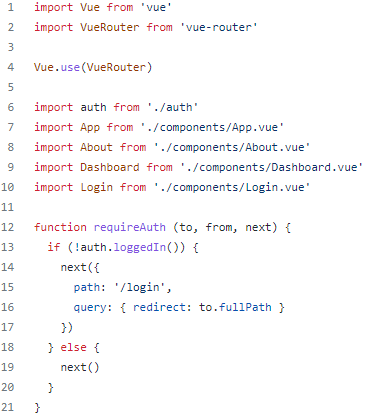 1 import Vue from 'vue'
2 import VueRouter from 'vue-router'
3
4 Vue.use(VueRouter)
5
6 import auth from './auth'
7 import App from './components/App.vue'
8 import About from './components/About.vue'
9 import Dashboard from './components/Dashboard.vue'
10 import Login from './components/Login.vue'
11
12 function requireAuth (to, from, next) {
13   if (!auth.loggedIn()) {
14     next({
15       path: '/login',
16       query: { redirect: to.fullPath }
17     })
18   } else {
19     next()
20   }
21 }